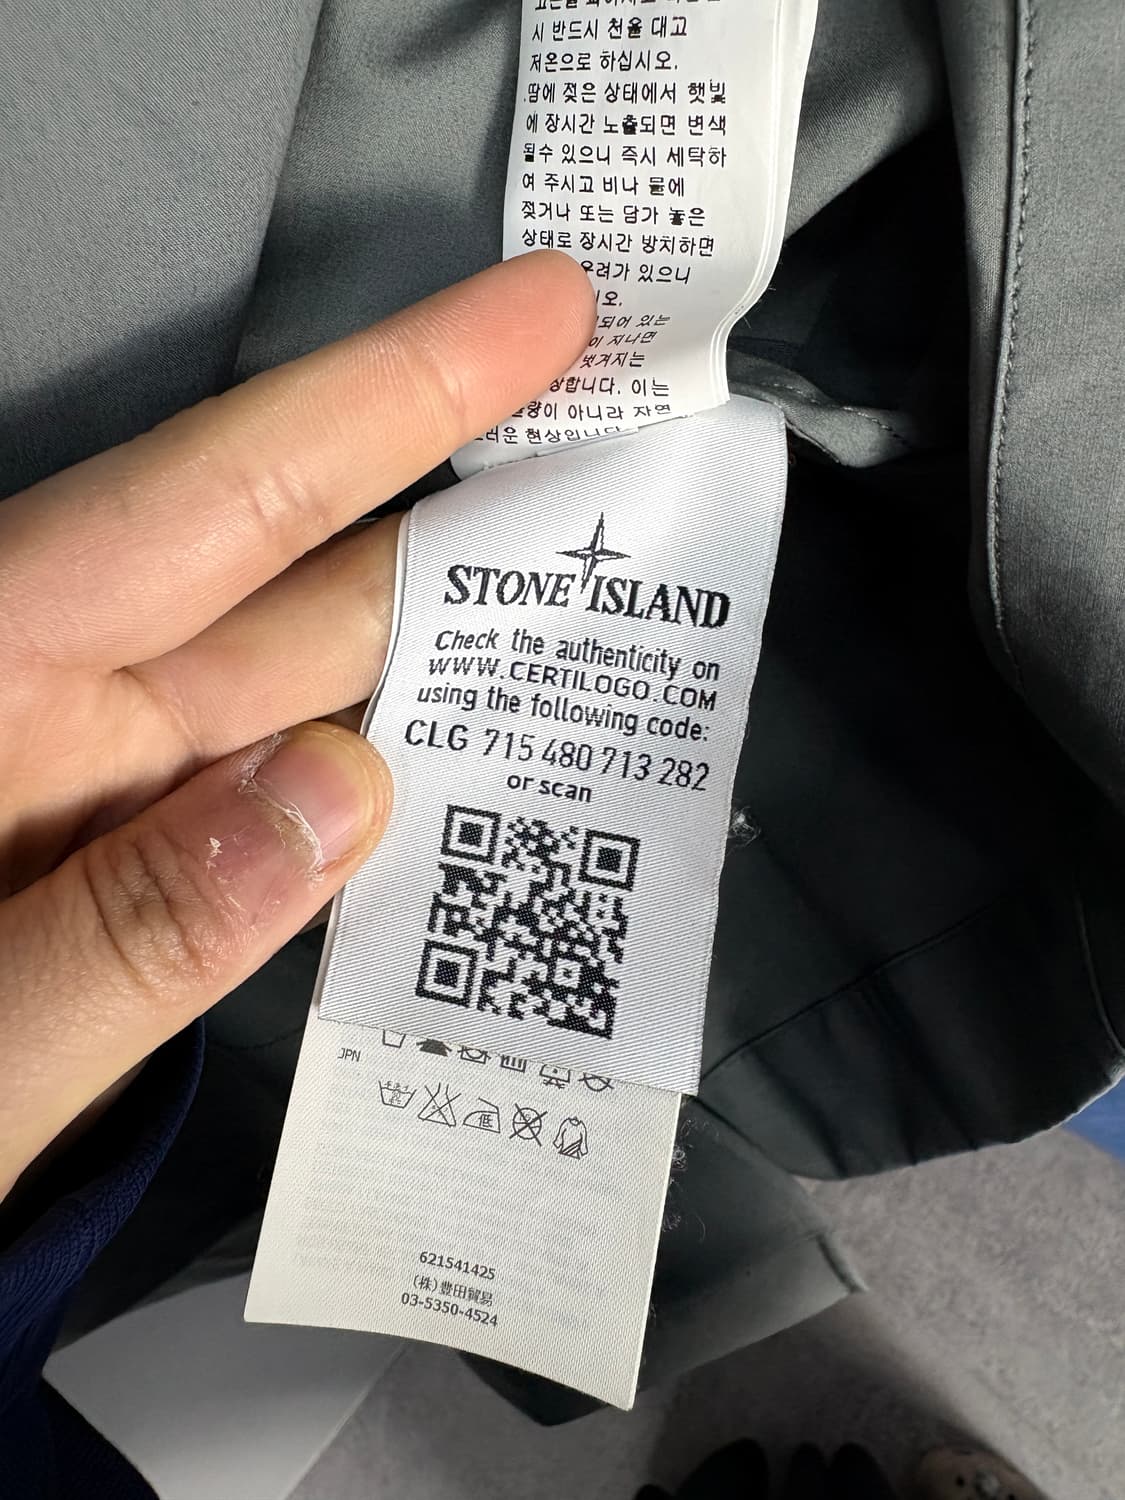 시 반드시 천을 대고
저온으로 하십시오.
.땀에 젖은 상태에서 햇빛
에 장시간 노출되면 변색
될수 있으니 즉시 세탁하
여 주시고 비나 물에
젖거나 또는 담가 놓은
상태로 장시간 방치하면
우려가 있으니
오.
되어 있는
이 지나면
벗겨지는
장합니다. 이는
량이 아니라 자연
러운 현상입니다
STONE ISLAND
Check the authenticity on
WWW.CERTILOGO.COM
using the following code:
CLG 715 480 713 282
or scan
JPN
低
621541425
(株)豊田貿易
03-5350-4524